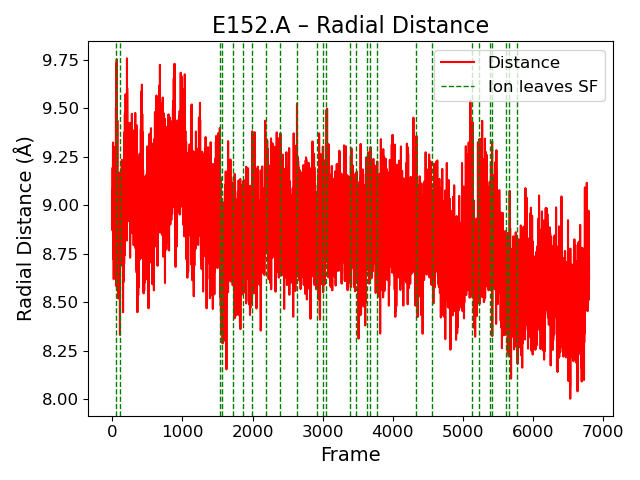 E152.A – Radial Distance
Distance
Ion leaves SF
Radial Distance (Å)
9.75
9.50
9.25
9.00
8.75
8.50
8.25
8.00
0 1000 2000 3000 4000 5000 6000 7000
Frame